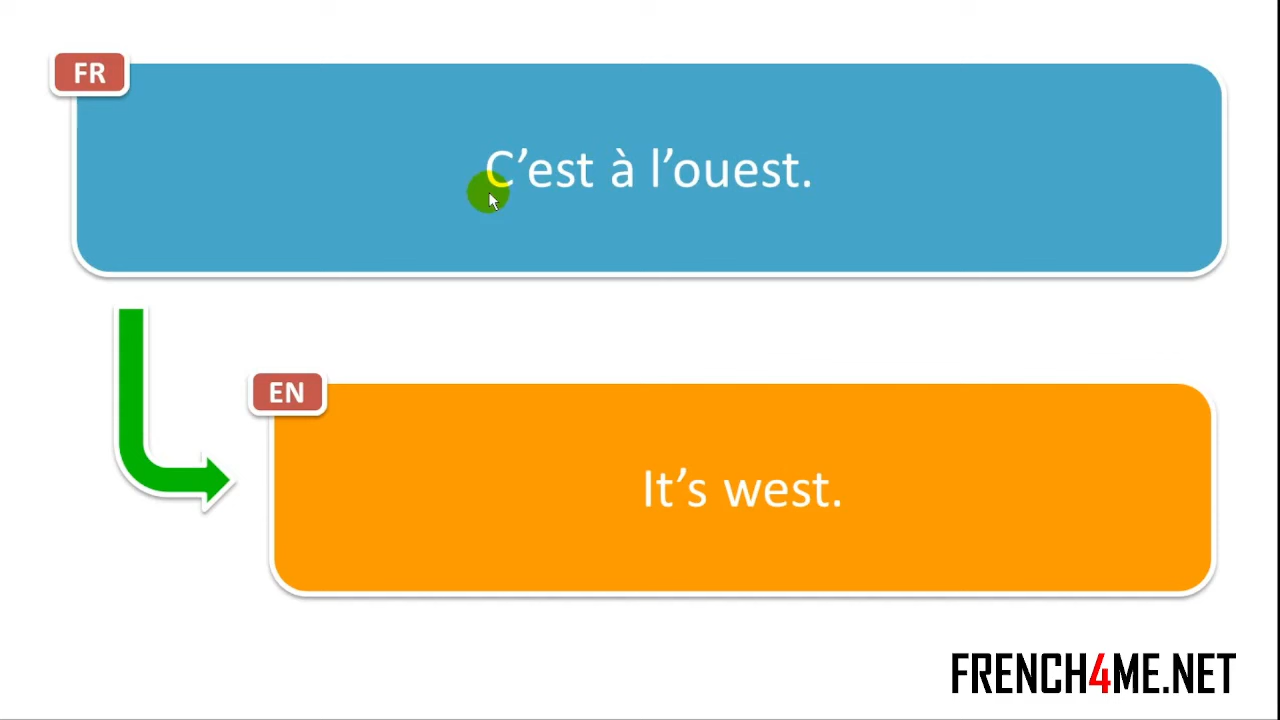 FR
C’est à l’ouest.
EN
It’s west.
FRENCH4ME.NET